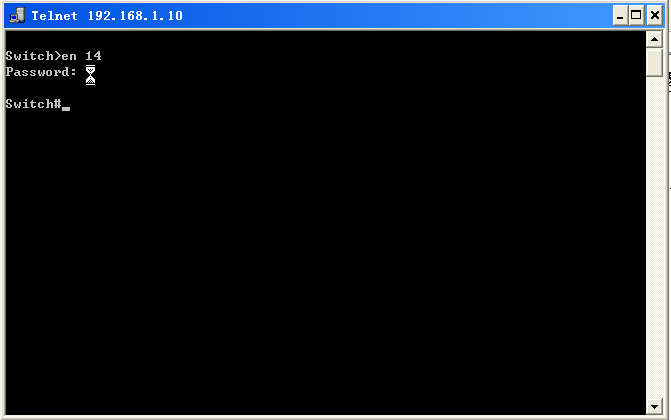 Telnet 192.168.1.10
Switch>en 14
Password:
Switch#